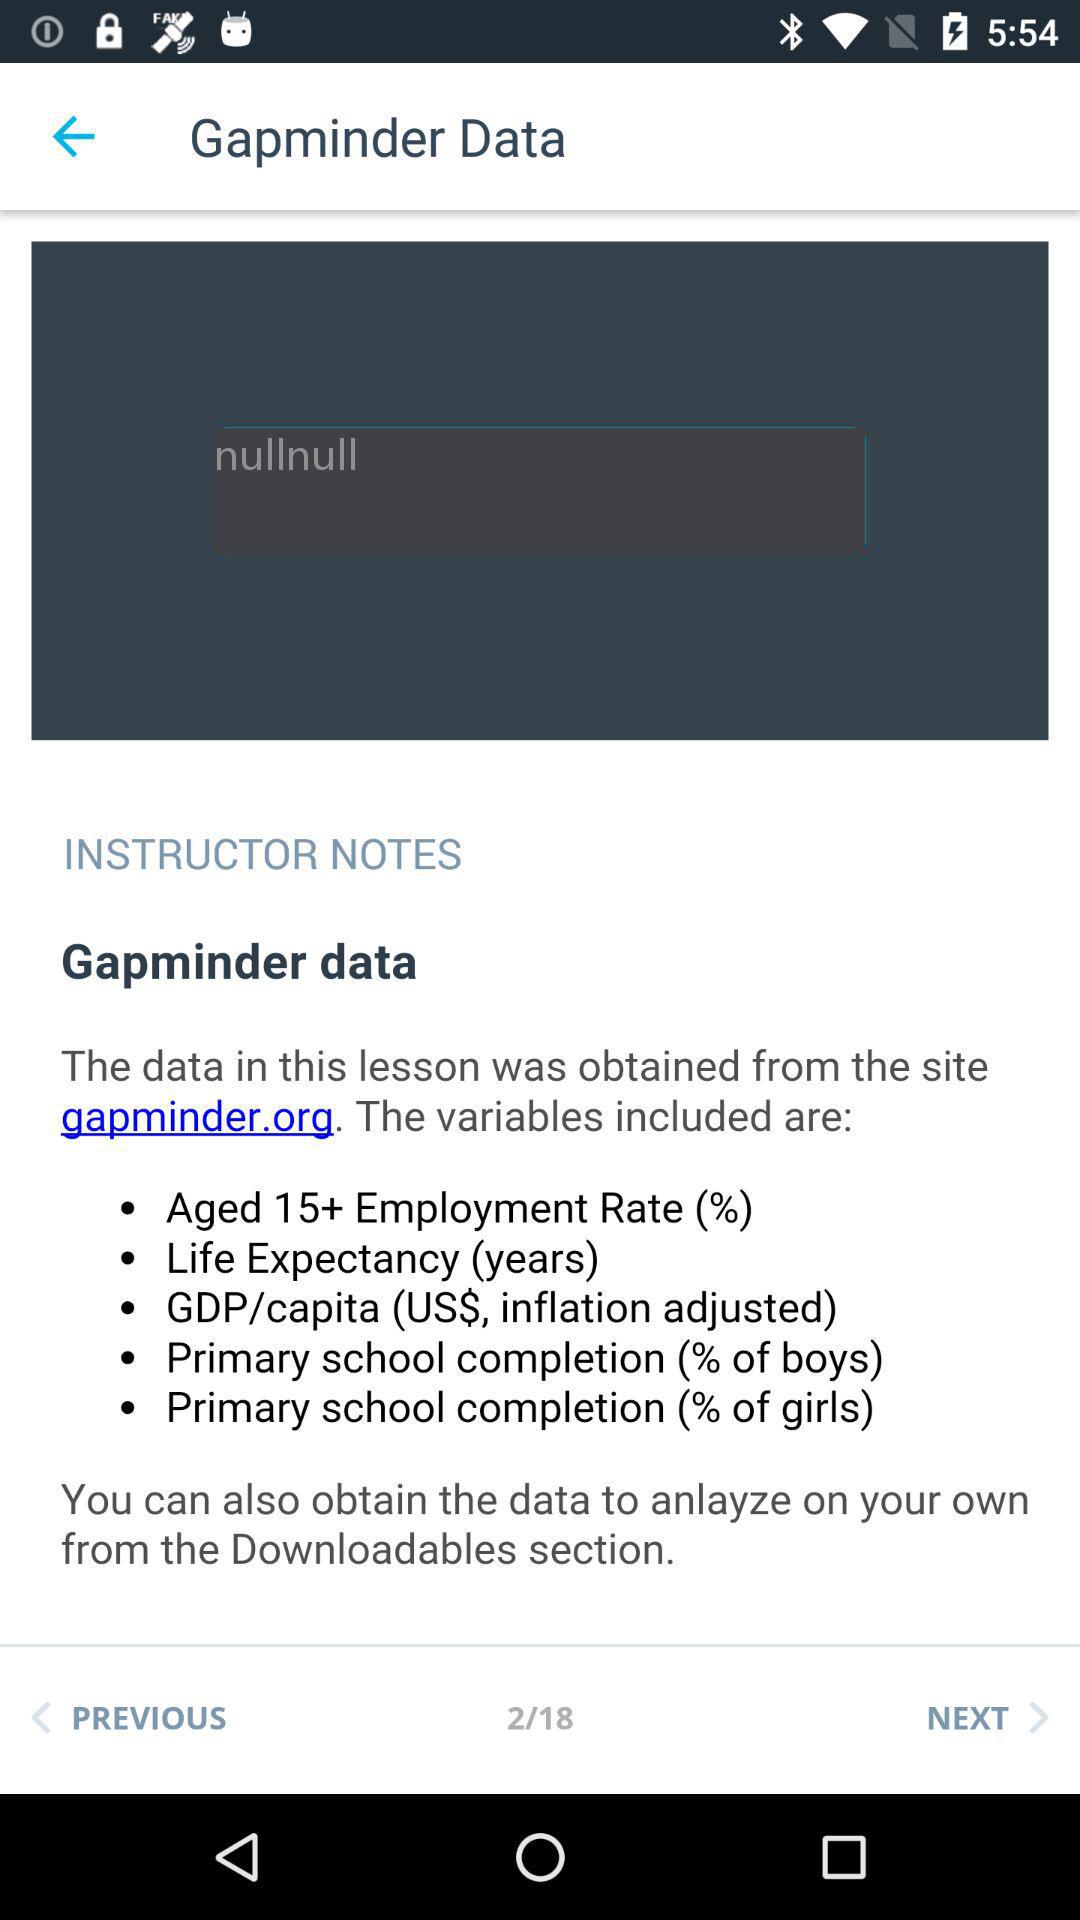 FAKE
5:54
Gapminder Data
nullnull
INSTRUCTOR NOTES
Gapminder data
The data in this lesson was obtained from the site
gapminder.org. The variables included are:
• Aged 15+ Employment Rate (%)
• Life Expectancy (years)
• GDP/capita (US$, inflation adjusted)
• Primary school completion (% of boys)
• Primary school completion (% of girls)
You can also obtain the data to anlayze on your own
from the Downloadables section.
PREVIOUS
2/18
NEXT